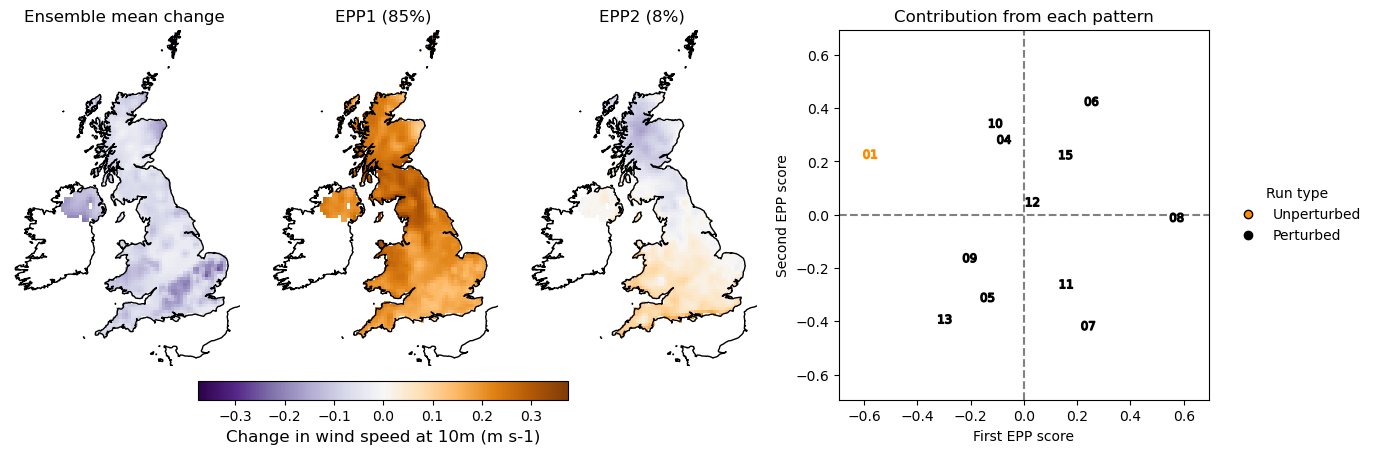 Ensemble mean change
EPP1 (85%)
EPP2 (8%)
Contribution from each pattern
−0.3 −0.2 −0.1 0.0 0.1 0.2 0.3
Change in wind speed at 10m (m s-1)
Second EPP score
0.6
0.4
0.2
0.0
−0.2
−0.4
−0.6
06
10
04
01
15
12
08
09
11
05
13
07
−0.6 −0.4 −0.2 0.0 0.2 0.4 0.6
First EPP score
Run type
Unperturbed
Perturbed